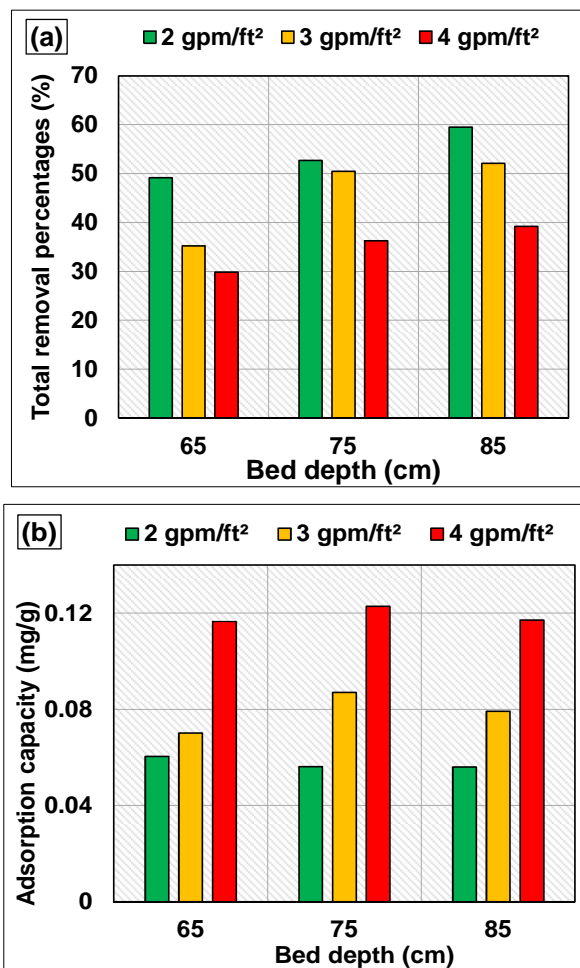 (a)
2 gpm/ft² 3 gpm/ft² 4 gpm/ft²
Total removal percentages (%)
70
60
50
40
30
20
10
0
65 75 85
Bed depth (cm)
(b)
2 gpm/ft² 3 gpm/ft² 4 gpm/ft²
Adsorption capacity (mg/g)
0.12
0.08
0.04
0
65 75 85
Bed depth (cm)